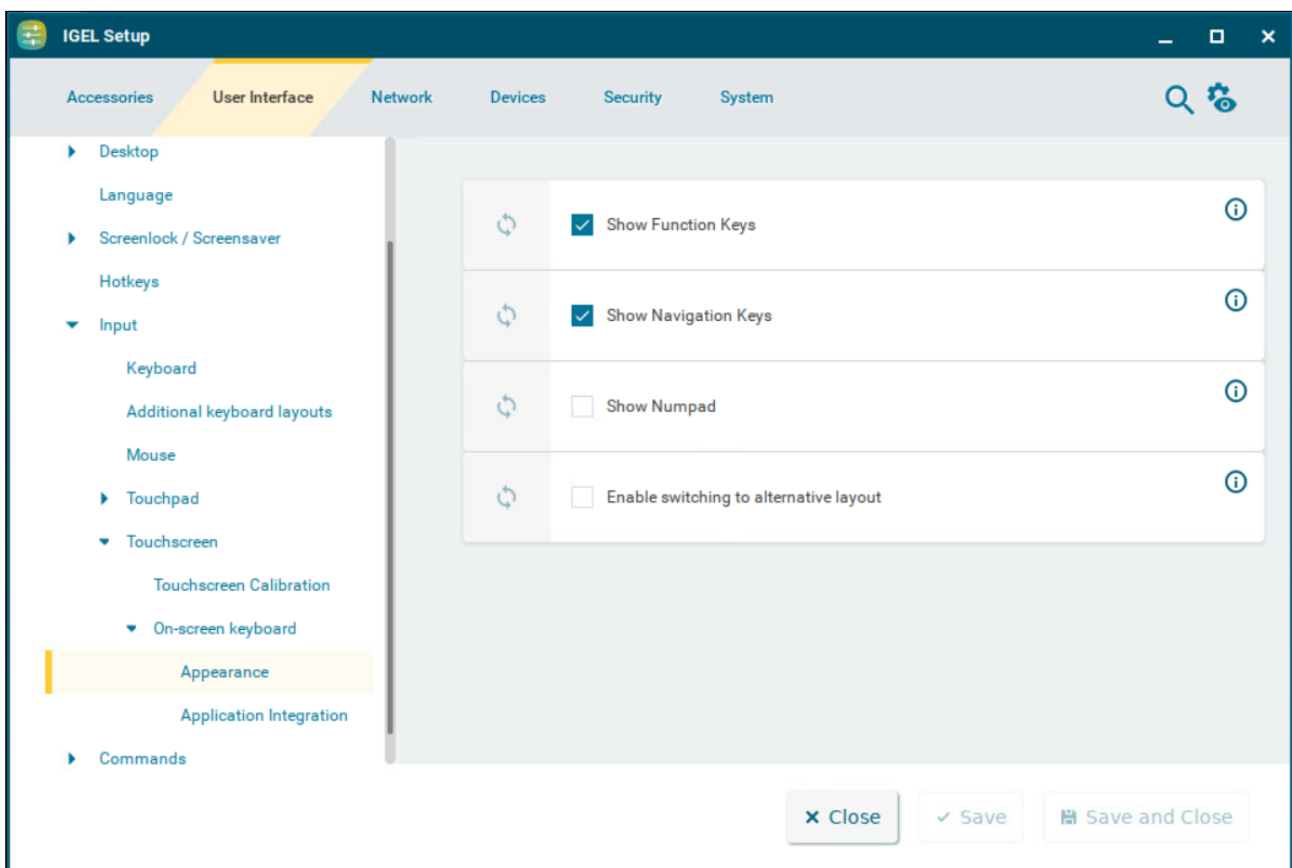 IGEL Setup
Accessories User Interface Network Devices Security System
Desktop
Language
Screenlock / Screensaver
Hotkeys
Input
Keyboard
Additional keyboard layouts
Mouse
Touchpad
Touchscreen
Touchscreen Calibration
On-screen keyboard
Appearance
Application Integration
Commands
Show Function Keys
Show Navigation Keys
Show Numpad
Enable switching to alternative layout
Close Save Save and Close